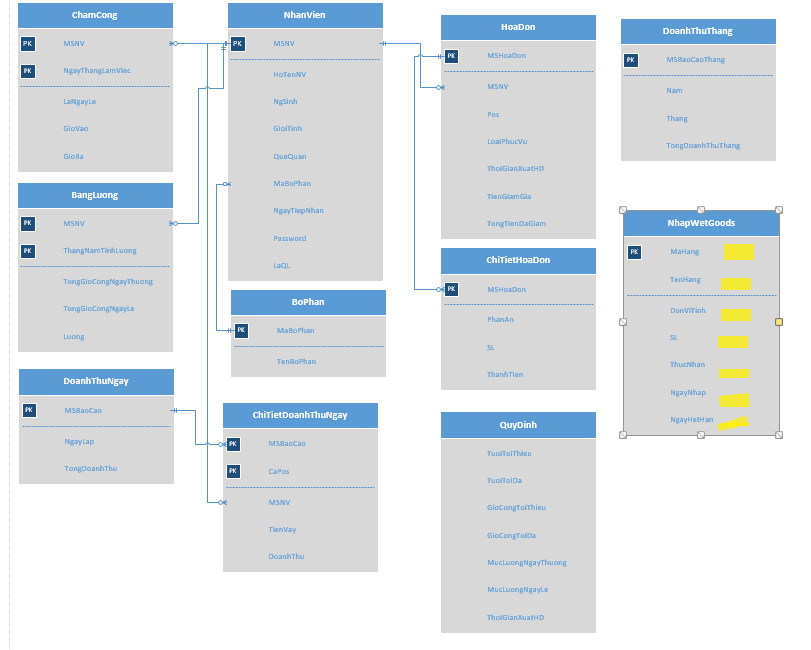 ChamCong
PK MSNV
PK NgayThangLamViec
LaNgayLe
GioVao
GioRa
BangLuong
PK MSNV
PK ThangNamTinhLuong
TongGioCongNgayThuong
TongGioCongNgayLe
Luong
DoanhThuNgay
PK MSBaoCao
NgayLap
TongDoanhThu
NhanVien
PK MSNV
HoTenNV
NgSinh
GioiTinh
QueQuan
MaBoPhan
NgayTiepNhan
Password
LaQL
BoPhan
PK MaBoPhan
TenBoPhan
ChiTietDoanhThuNgay
PK MSBaoCao
PK CaPos
MSNV
TienVay
DoanhThu
HoaDon
PK MSHoaDon
MSNV
Pos
LoaiPhucVu
ThoiGianXuatHD
TienGiamGia
TongTienDaGiam
ChiTietHoaDon
PK MSHoaDon
PhanAn
SL
ThanhTien
QuyDinh
TuoiToiThieu
TuoiToiDa
GioCongToiThieu
GioCongToiDa
MucLuongNgayThuong
MucLuongNgayLe
ThoiGianXuatHD
DoanhThuThang
PK MSBaoCaoThang
Nam
Thang
TongDoanhThuThang
NhapWetGoods
PK MaHang
TenHang
DonViTinh
SL
ThucNhan
NgayNhap
NgayHetHan